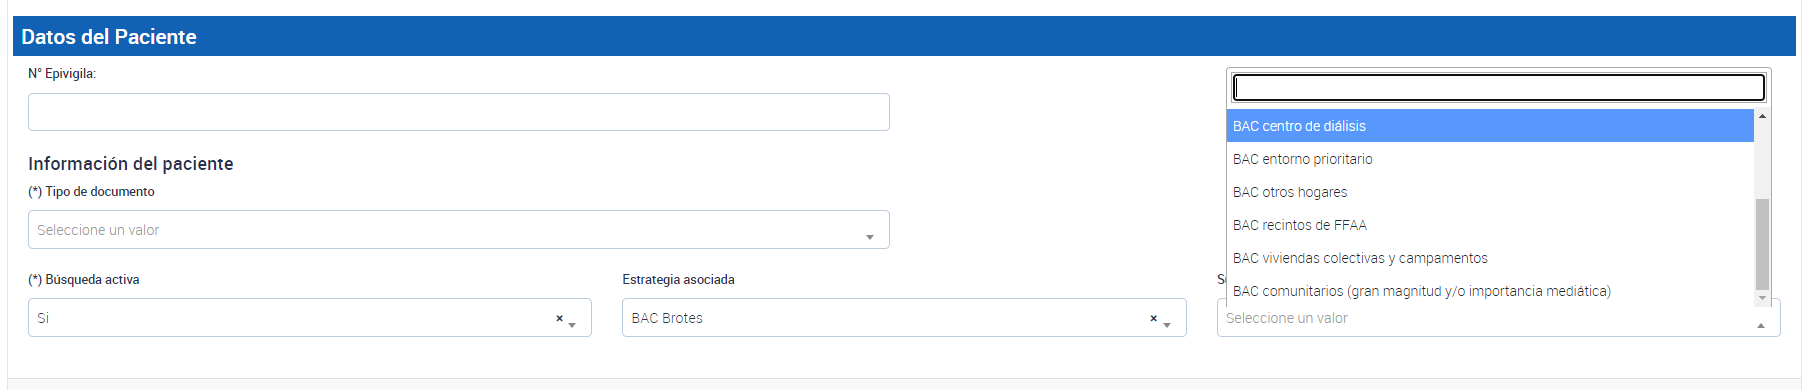 Datos del Paciente
N° Epivigila:
Información del paciente
(*) Tipo de documento
Seleccione un valor
(*) Búsqueda activa
Si ×
Estrategia asociada
BAC Brotes ×
BAC centro de diálisis
BAC entorno prioritario
BAC otros hogares
BAC recintos de FFAA
BAC viviendas colectivas y campamentos
BAC comunitarios (gran magnitud y/o importancia mediática)
Seleccione un valor